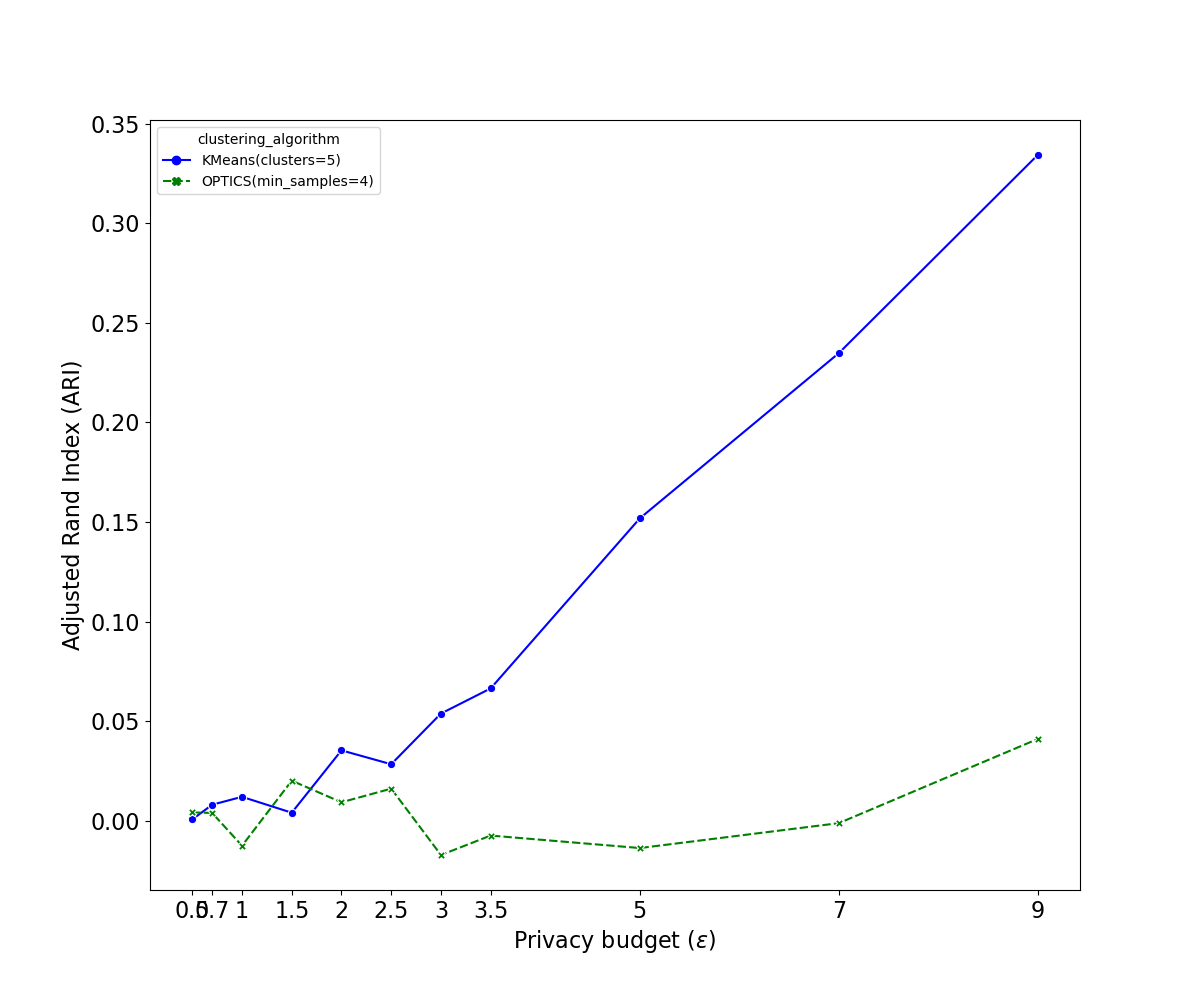 0.35
0.30
0.25
0.20
0.15
0.10
0.05
0.00
Adjusted Rand Index (ARI)
clustering_algorithm
KMeans(clusters=5)
OPTICS(min_samples=4)
0.5 0.7 1 1.5 2 2.5 3 3.5 5 7 9
Privacy budget (ε)